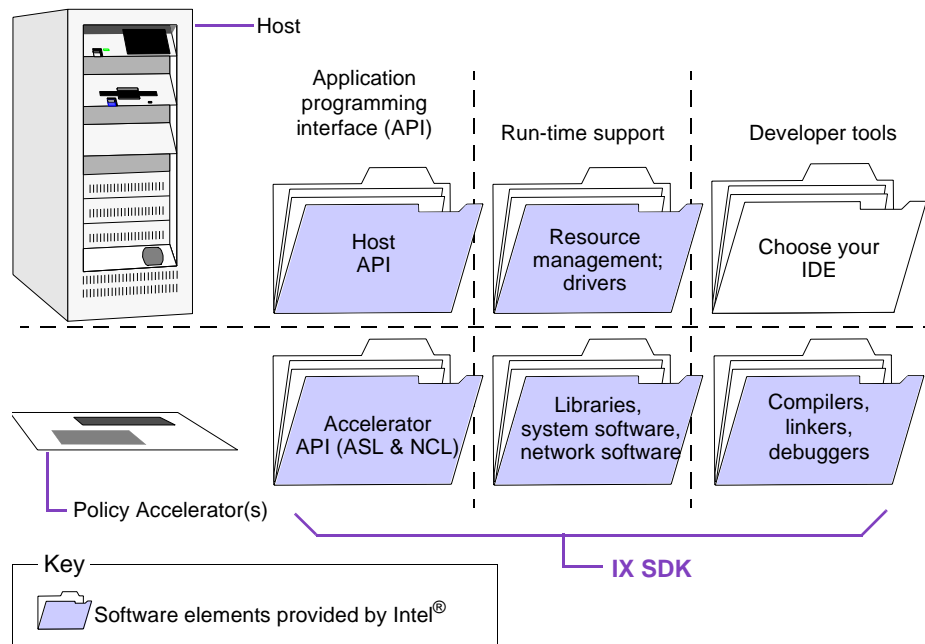 Host
Application
programming
interface (API)
Run-time support
Developer tools
Host
API
Resource
management;
drivers
Choose your
IDE
Accelerator
API (ASL & NCL)
Libraries,
system software,
network software
Compilers,
linkers,
debuggers
Policy Accelerator(s)
IX SDK
Key
Software elements provided by Intel®